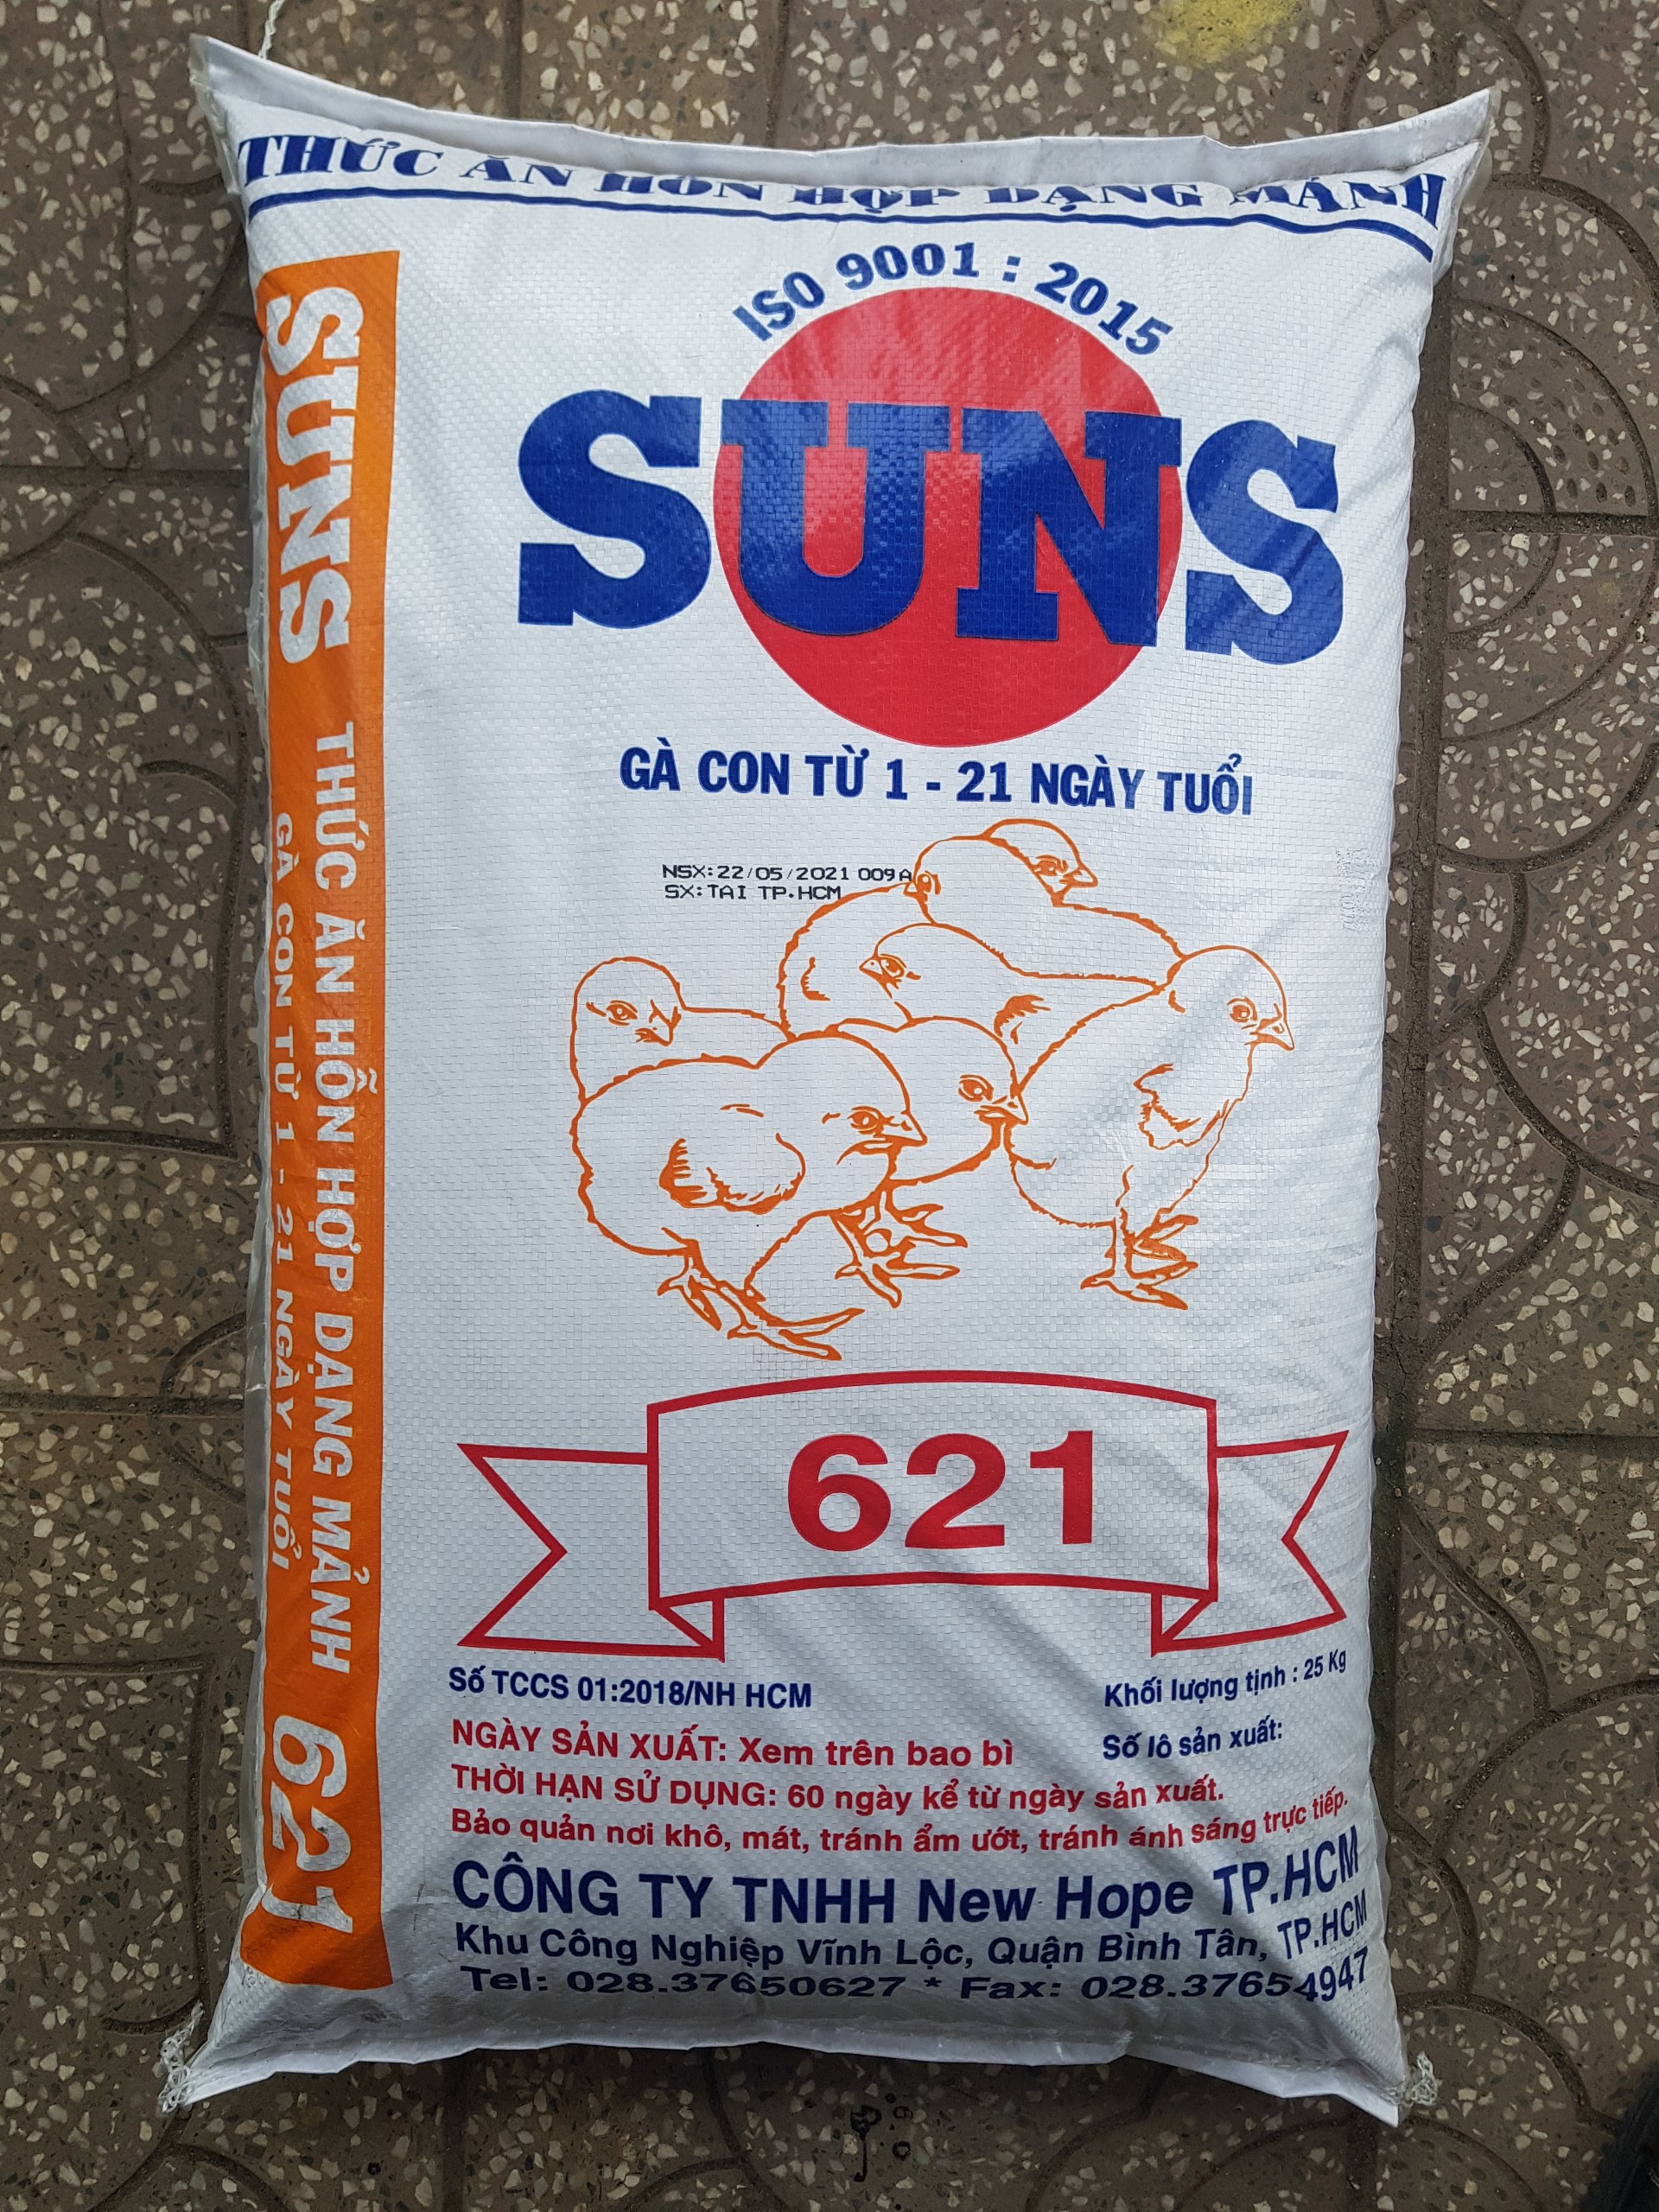 THỨC ĂN HỖN HỢP DẠNG MẢNH
ISO 9001 : 2015
SUNS
GÀ CON TỪ 1 - 21 NGÀY TUỔI
NSX:22/05/2021 009A
SX:TAI TP.HCM
621
Số TCCS 01:2018/NH HCM
Khối lượng tịnh : 25 Kg
NGÀY SẢN XUẤT: Xem trên bao bì
Số lô sản xuất:
THỜI HẠN SỬ DỤNG: 60 ngày kể từ ngày sản xuất.
Bảo quản nơi khô, mát, tránh ẩm ướt, tránh ánh sáng trực tiếp.
CÔNG TY TNHH New Hope TP.HCM
Khu Công Nghiệp Vĩnh Lộc, Quận Bình Tân, TP.HCM
Tel: 028.37650627 * Fax: 028.37654947
SUNS THỨC ĂN HỖN HỢP DẠNG MẢNH 621
GÀ CON TỪ 1 - 21 NGÀY TUỔI